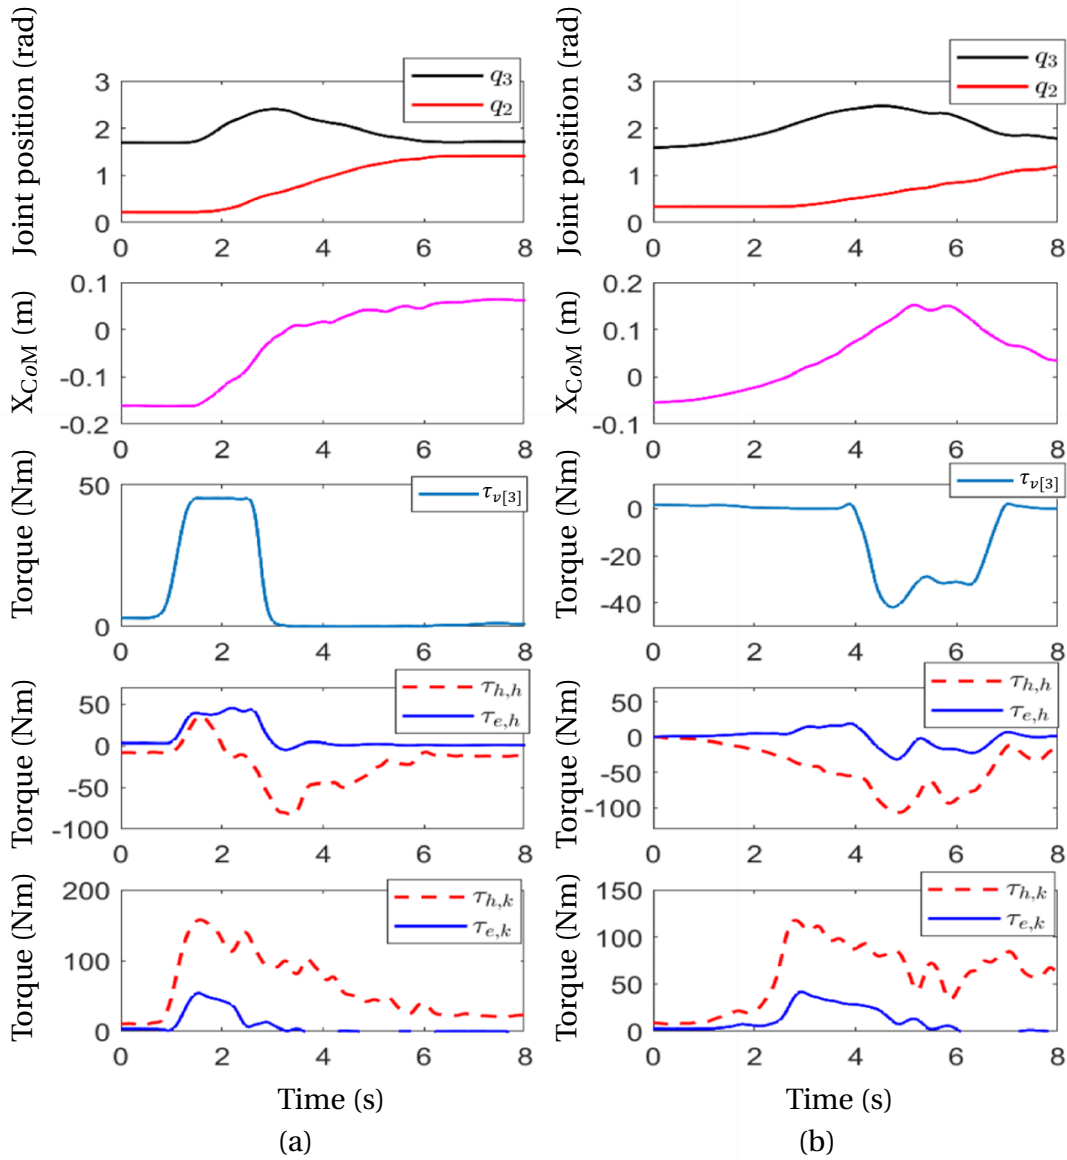 Joint position (rad)
q3
q2
3
2
1
0
0 2 4 6 8
XCoM (m)
0.1
0
-0.1
-0.2
0 2 4 6 8
Torque (Nm)
τv[3]
50
0
0 2 4 6 8
Torque (Nm)
τh,h
τe,h
50
0
-50
-100
0 2 4 6 8
Torque (Nm)
τh,k
τe,k
200
100
0
0 2 4 6 8
Time (s)
(a)
Joint position (rad)
q3
q2
3
2
1
0
0 2 4 6 8
XCoM (m)
0.2
0.1
0
-0.1
0 2 4 6 8
Torque (Nm)
τv[3]
0
-20
-40
0 2 4 6 8
Torque (Nm)
τh,h
τe,h
50
0
-50
-100
0 2 4 6 8
Torque (Nm)
τh,k
τe,k
150
100
50
0
0 2 4 6 8
Time (s)
(b)